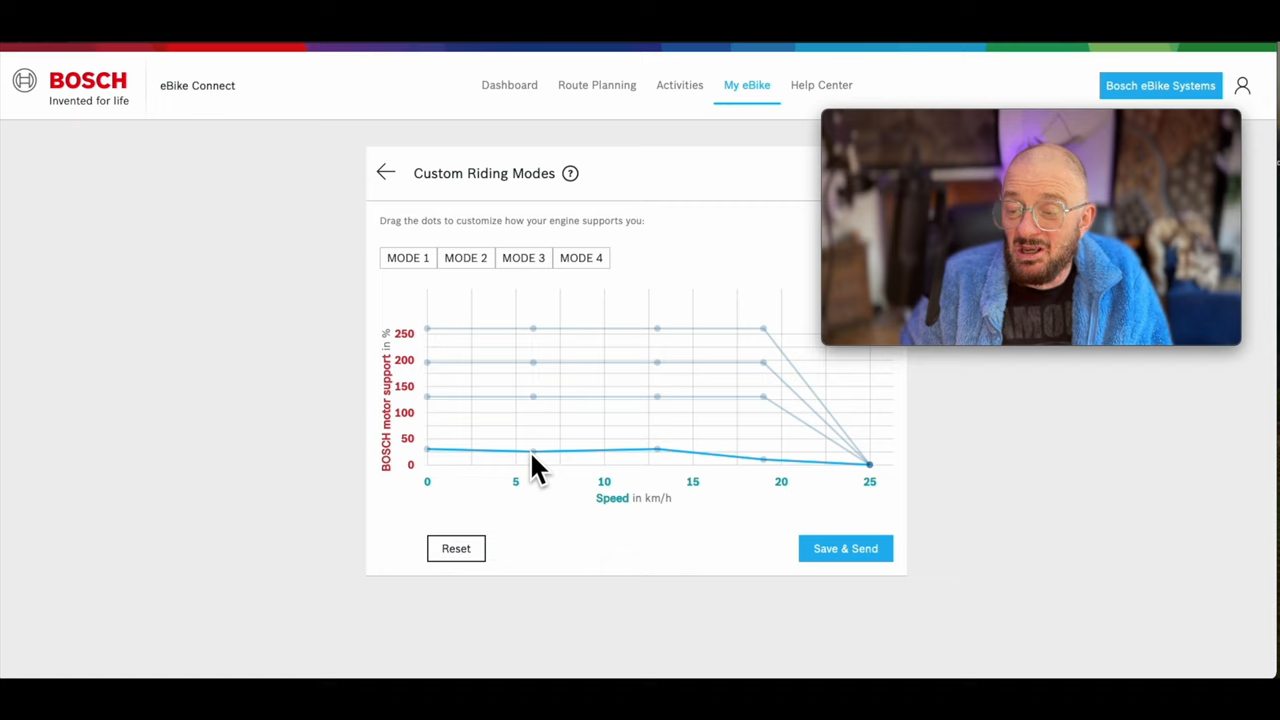 BOSCH
Invented for life
eBike Connect
Dashboard
Route Planning
Activities
My eBike
Help Center
Bosch eBike Systems
Custom Riding Modes ?
Drag the dots to customize how your engine supports you:
MODE 1
MODE 2
MODE 3
MODE 4
BOSCH motor support in %
250
200
150
100
50
0
0
5
10
15
20
25
Speed in km/h
Reset
Save & Send